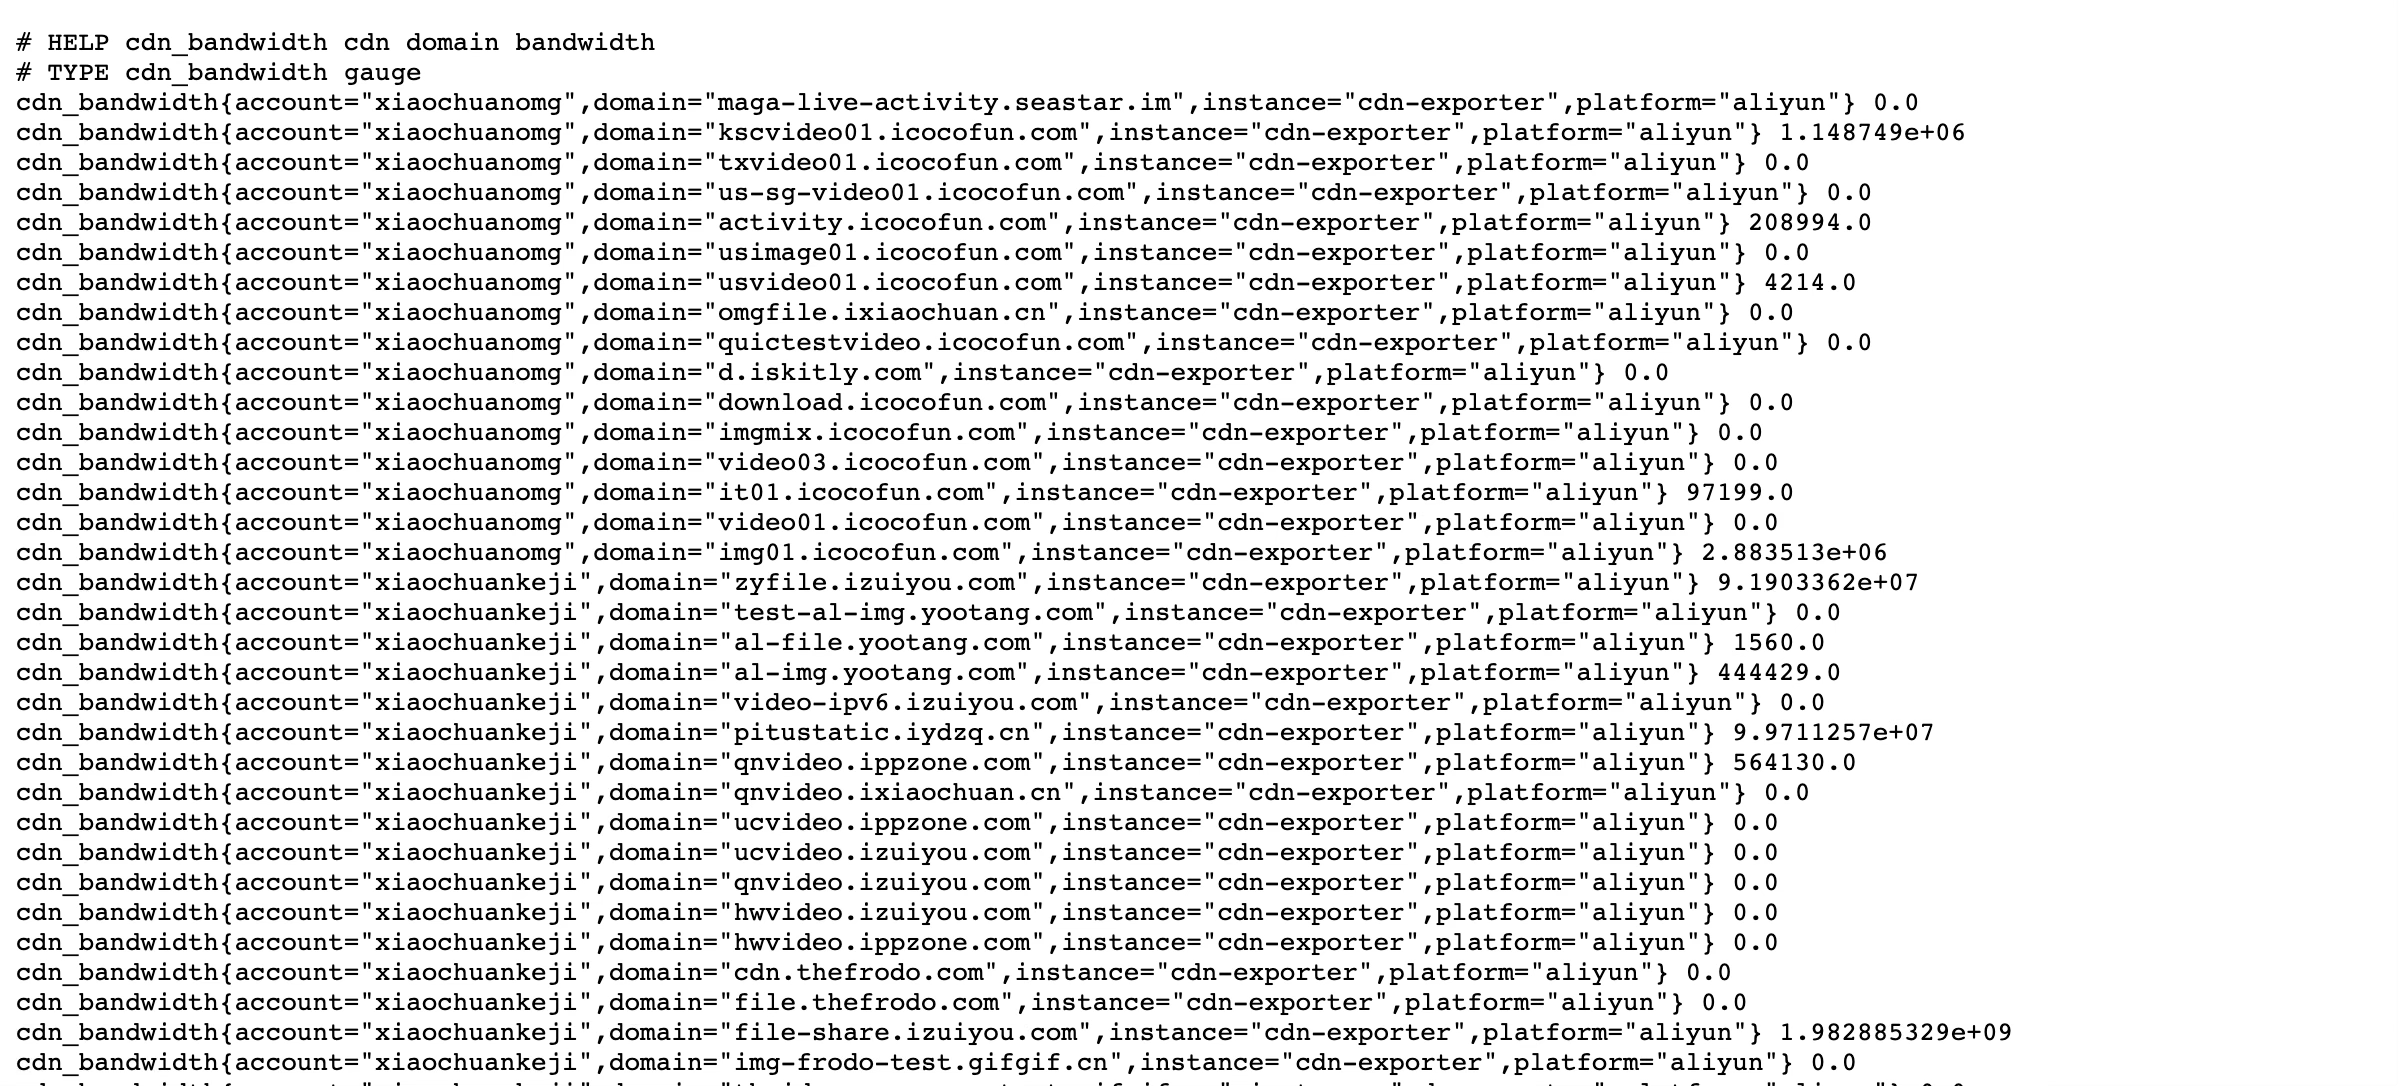 # HELP cdn_bandwidth cdn domain bandwidth
# TYPE cdn_bandwidth gauge
cdn_bandwidth{account="xiaochuanomg",domain="maga-live-activity.seastar.im",instance="cdn-exporter",platform="aliyun"} 0.0
cdn_bandwidth{account="xiaochuanomg",domain="kscvideo01.icocofun.com",instance="cdn-exporter",platform="aliyun"} 1.148749e+06
cdn_bandwidth{account="xiaochuanomg",domain="txvideo01.icocofun.com",instance="cdn-exporter",platform="aliyun"} 0.0
cdn_bandwidth{account="xiaochuanomg",domain="us-sg-video01.icocofun.com",instance="cdn-exporter",platform="aliyun"} 0.0
cdn_bandwidth{account="xiaochuanomg",domain="activity.icocofun.com",instance="cdn-exporter",platform="aliyun"} 208994.0
cdn_bandwidth{account="xiaochuanomg",domain="usimage01.icocofun.com",instance="cdn-exporter",platform="aliyun"} 0.0
cdn_bandwidth{account="xiaochuanomg",domain="usvideo01.icocofun.com",instance="cdn-exporter",platform="aliyun"} 4214.0
cdn_bandwidth{account="xiaochuanomg",domain="omgfile.ixiaochuan.cn",instance="cdn-exporter",platform="aliyun"} 0.0
cdn_bandwidth{account="xiaochuanomg",domain="quictestvideo.icocofun.com",instance="cdn-exporter",platform="aliyun"} 0.0
cdn_bandwidth{account="xiaochuanomg",domain="d.iskitly.com",instance="cdn-exporter",platform="aliyun"} 0.0
cdn_bandwidth{account="xiaochuanomg",domain="download.icocofun.com",instance="cdn-exporter",platform="aliyun"} 0.0
cdn_bandwidth{account="xiaochuanomg",domain="imgmix.icocofun.com",instance="cdn-exporter",platform="aliyun"} 0.0
cdn_bandwidth{account="xiaochuanomg",domain="video03.icocofun.com",instance="cdn-exporter",platform="aliyun"} 0.0
cdn_bandwidth{account="xiaochuanomg",domain="it01.icocofun.com",instance="cdn-exporter",platform="aliyun"} 97199.0
cdn_bandwidth{account="xiaochuanomg",domain="video01.icocofun.com",instance="cdn-exporter",platform="aliyun"} 0.0
cdn_bandwidth{account="xiaochuanomg",domain="img01.icocofun.com",instance="cdn-exporter",platform="aliyun"} 2.883513e+06
cdn_bandwidth{account="xiaochuankeji",domain="zyfile.izuiyou.com",instance="cdn-exporter",platform="aliyun"} 9.1903362e+07
cdn_bandwidth{account="xiaochuankeji",domain="test-al-img.yootang.com",instance="cdn-exporter",platform="aliyun"} 0.0
cdn_bandwidth{account="xiaochuankeji",domain="al-file.yootang.com",instance="cdn-exporter",platform="aliyun"} 1560.0
cdn_bandwidth{account="xiaochuankeji",domain="al-img.yootang.com",instance="cdn-exporter",platform="aliyun"} 444429.0
cdn_bandwidth{account="xiaochuankeji",domain="video-ipv6.izuiyou.com",instance="cdn-exporter",platform="aliyun"} 0.0
cdn_bandwidth{account="xiaochuankeji",domain="pitustatic.iydzq.cn",instance="cdn-exporter",platform="aliyun"} 9.9711257e+07
cdn_bandwidth{account="xiaochuankeji",domain="qnvideo.ippzone.com",instance="cdn-exporter",platform="aliyun"} 564130.0
cdn_bandwidth{account="xiaochuankeji",domain="qnvideo.ixiaochuan.cn",instance="cdn-exporter",platform="aliyun"} 0.0
cdn_bandwidth{account="xiaochuankeji",domain="ucvideo.ippzone.com",instance="cdn-exporter",platform="aliyun"} 0.0
cdn_bandwidth{account="xiaochuankeji",domain="ucvideo.izuiyou.com",instance="cdn-exporter",platform="aliyun"} 0.0
cdn_bandwidth{account="xiaochuankeji",domain="qnvideo.izuiyou.com",instance="cdn-exporter",platform="aliyun"} 0.0
cdn_bandwidth{account="xiaochuankeji",domain="hwvideo.izuiyou.com",instance="cdn-exporter",platform="aliyun"} 0.0
cdn_bandwidth{account="xiaochuankeji",domain="hwvideo.ippzone.com",instance="cdn-exporter",platform="aliyun"} 0.0
cdn_bandwidth{account="xiaochuankeji",domain="cdn.thefrodo.com",instance="cdn-exporter",platform="aliyun"} 0.0
cdn_bandwidth{account="xiaochuankeji",domain="file.thefrodo.com",instance="cdn-exporter",platform="aliyun"} 0.0
cdn_bandwidth{account="xiaochuankeji",domain="file-share.izuiyou.com",instance="cdn-exporter",platform="aliyun"} 1.982885329e+09
cdn_bandwidth{account="xiaochuankeji",domain="img-frodo-test.gifgif.cn",instance="cdn-exporter",platform="aliyun"} 0.0